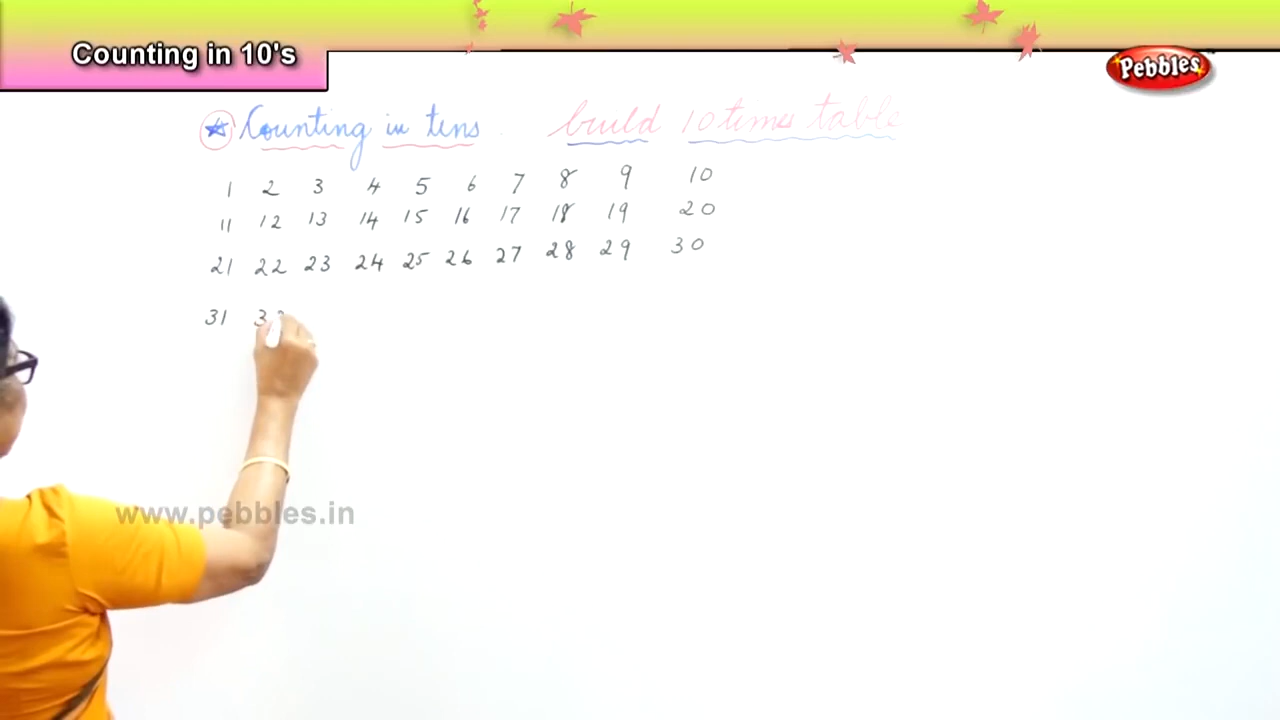 Counting in 10's
Pebbles
Counting in tens build 10 times table
1 2 3 4 5 6 7 8 9 10
11 12 13 14 15 16 17 18 19 20
21 22 23 24 25 26 27 28 29 30
31
www.pebbles.in